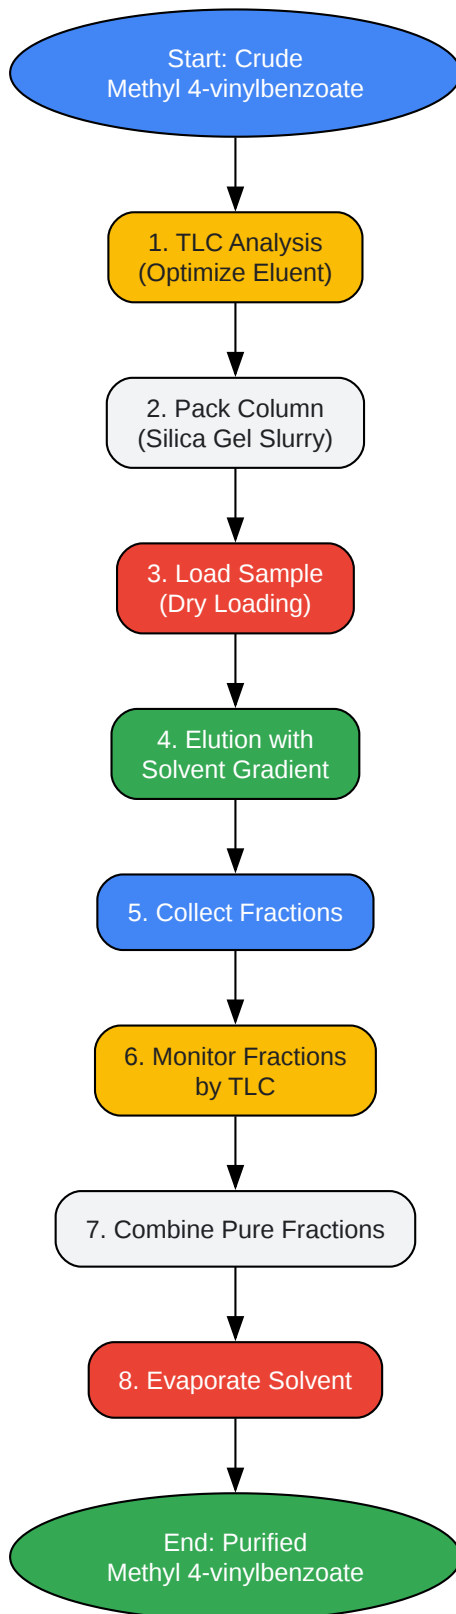 Start: Crude
Methyl 4-vinylbenzoate
1. TLC Analysis
(Optimize Eluent)
2. Pack Column
(Silica Gel Slurry)
3. Load Sample
(Dry Loading)
4. Elution with
Solvent Gradient
5. Collect Fractions
6. Monitor Fractions
by TLC
7. Combine Pure Fractions
8. Evaporate Solvent
End: Purified
Methyl 4-vinylbenzoate